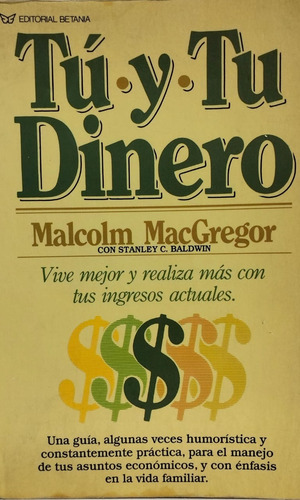 EDITORIAL BETANIA
Tú·y·Tu
Dinero
Malcolm MacGregor
CON STANLEY C. BALDWIN
Vive mejor y realiza más con
tus ingresos actuales.
$$$$$
Una guía, algunas veces humorística y
constantemente práctica, para el manejo
de tus asuntos económicos, y con énfasis
en la vida familiar.